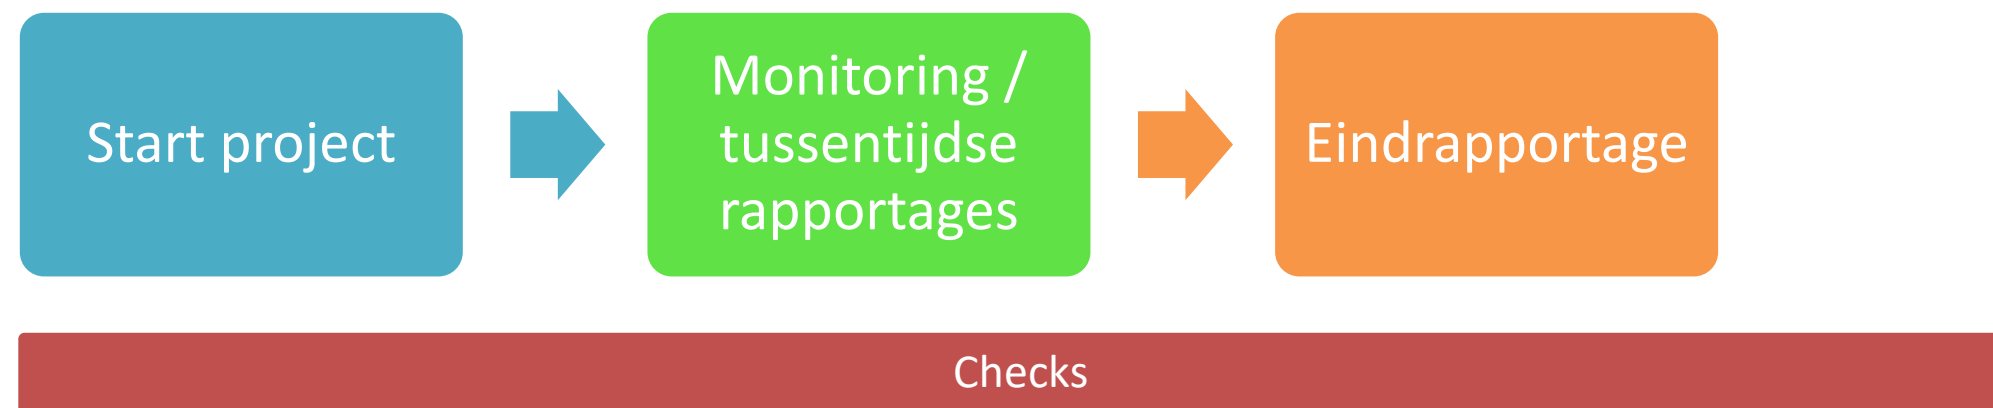 Start project
Monitoring /
tussentijdse
rapportages
Eindrapportage
Checks